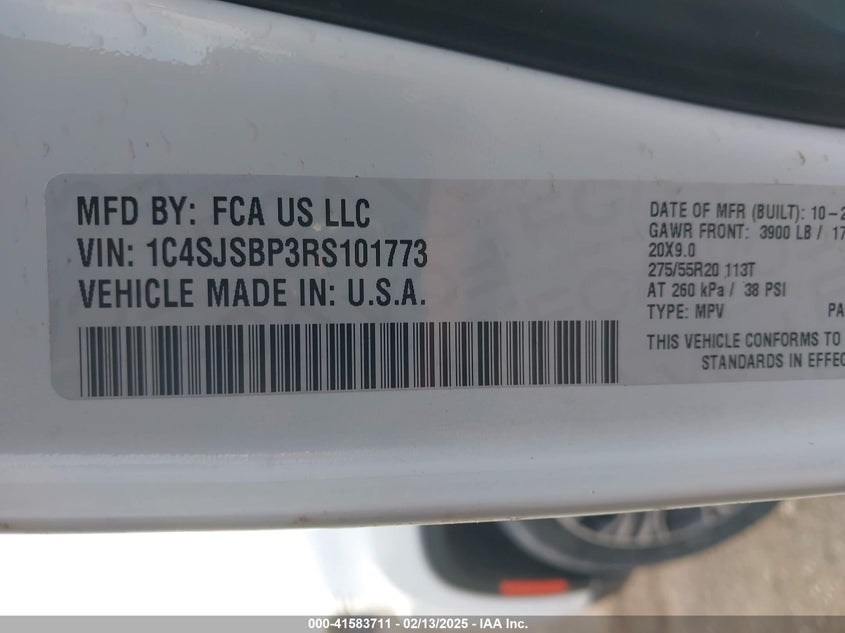 MFD BY: FCA US LLC
VIN: 1C4SJSBP3RS101773
VEHICLE MADE IN: U.S.A.
DATE OF MFR (BUILT): 10-2
GAWR FRONT: 3900 LB / 17
20X9.0
275/55R20 113T
AT 260 kPa / 38 PSI
TYPE: MPV PA
THIS VEHICLE CONFORMS TO
STANDARDS IN EFFEC
000-41583711 - 02/13/2025 - IAA Inc.